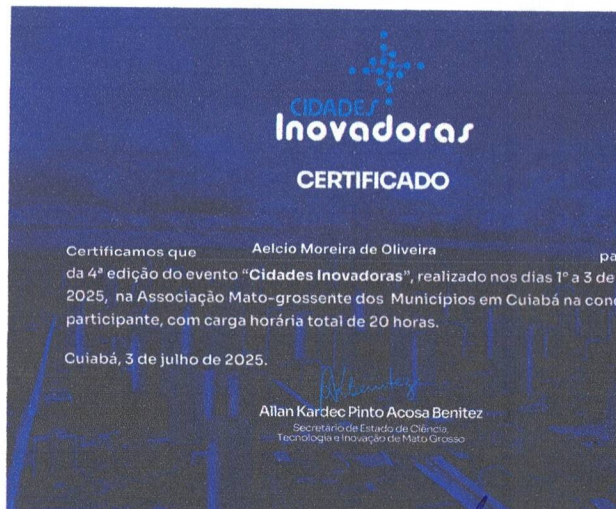 CIDADES
Inovadoras
CERTIFICADO
Certificamos que Aelcio Moreira de Oliveira pa
da 4ª edição do evento “Cidades Inovadoras”, realizado nos dias 1º a 3 de
2025, na Associação Mato-grossente dos Municípios em Cuiabá na con
participante, com carga horária total de 20 horas.
Cuiabá, 3 de julho de 2025.
AKBenitez
Allan Kardec Pinto Acosa Benitez
Secretário de Estado de Ciência,
Tecnologia e Inovação de Mato Grosso